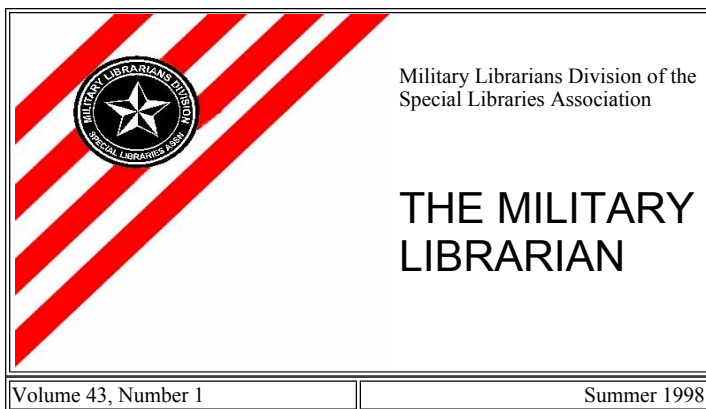 MILITARY LIBRARIANS DIVISION
SPECIAL LIBRARIES ASSN
Military Librarians Division of the
Special Libraries Association
THE MILITARY
LIBRARIAN
Volume 43, Number 1
Summer 1998